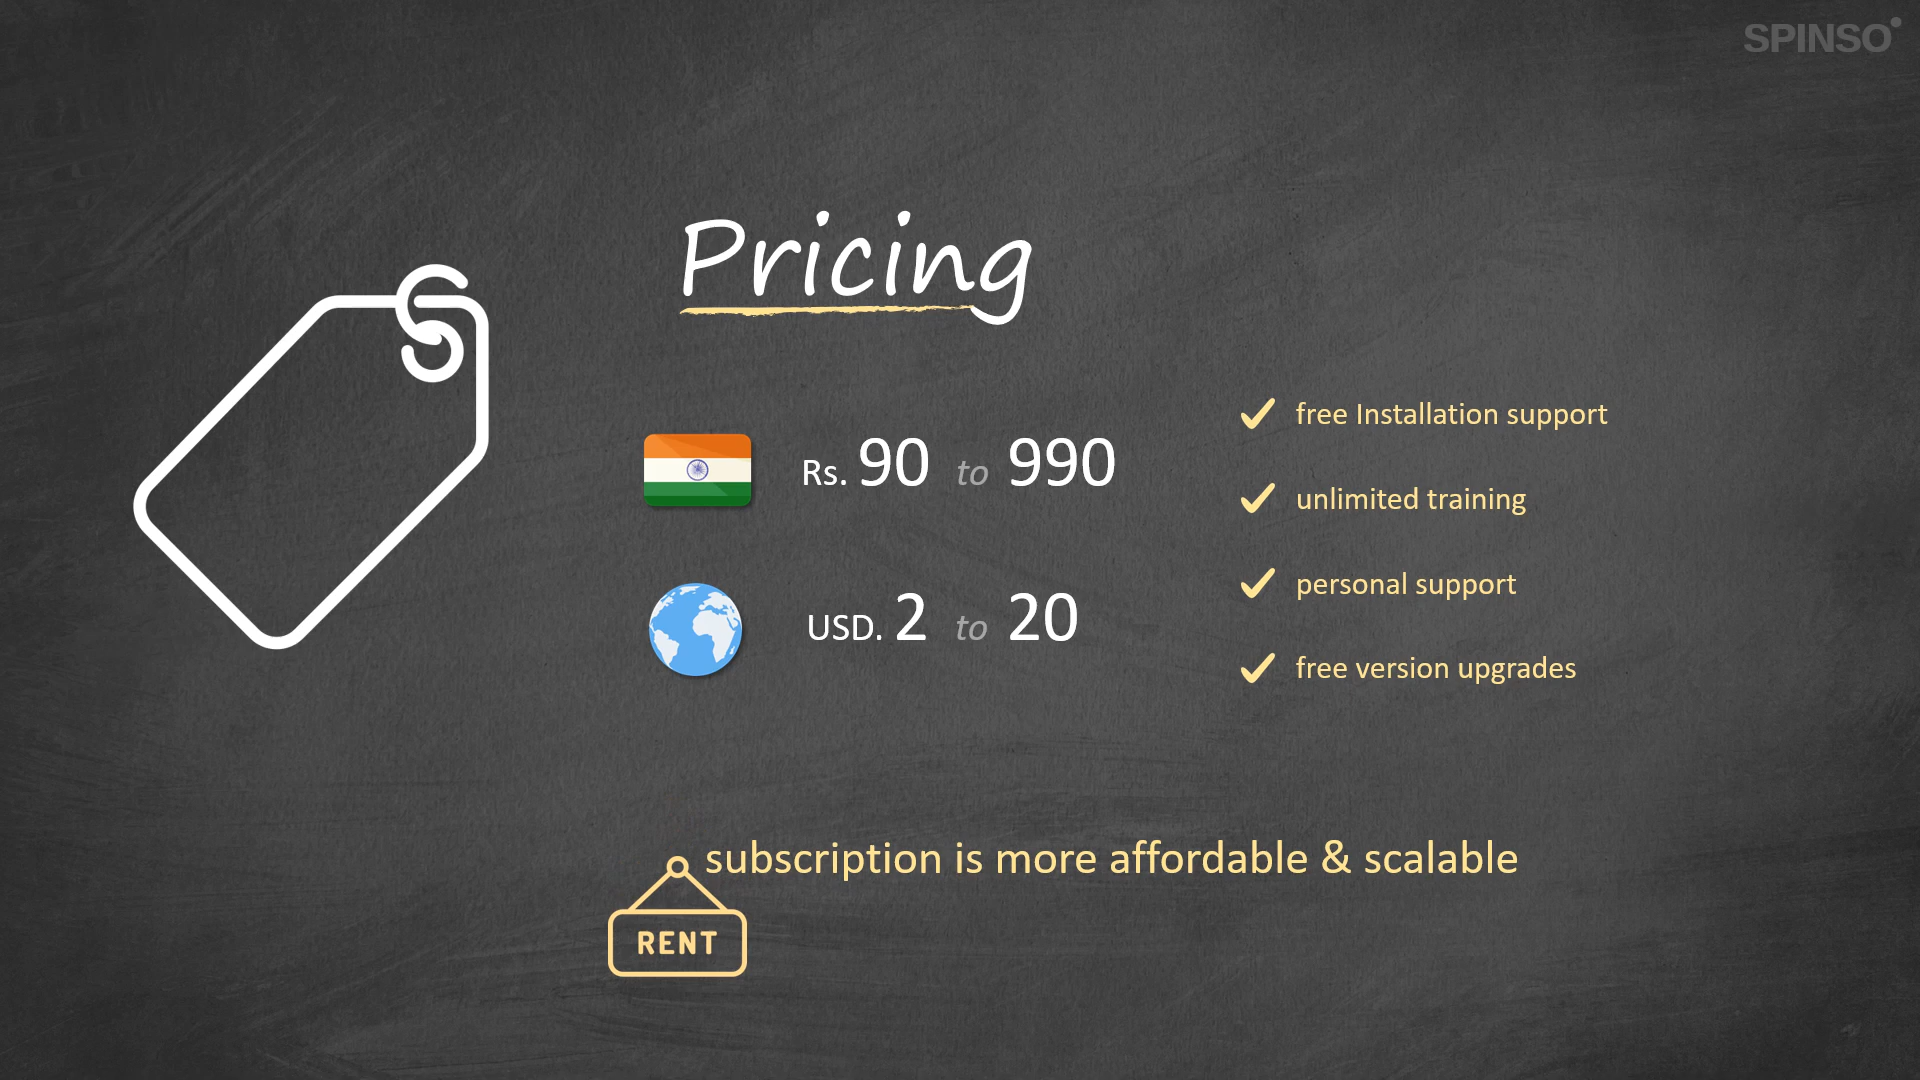 SPINSO
Pricing
Rs. 90 to 990
USD. 2 to 20
free Installation support
unlimited training
personal support
free version upgrades
subscription is more affordable & scalable
RENT